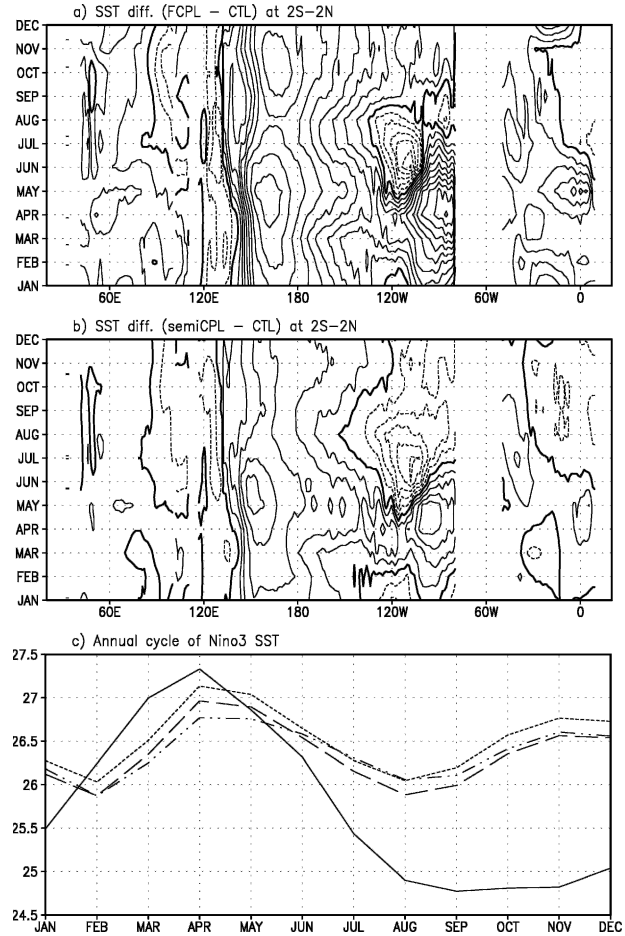 a) SST diff. (FCPL − CTL) at 2S−2N
DEC
NOV
OCT
SEP
AUG
JUL
JUN
MAY
APR
MAR
FEB
JAN
60E 120E 180 120W 60W 0
b) SST diff. (semiCPL − CTL) at 2S−2N
DEC
NOV
OCT
SEP
AUG
JUL
JUN
MAY
APR
MAR
FEB
JAN
60E 120E 180 120W 60W 0
c) Annual cycle of Nino3 SST
27.5
27
26.5
26
25.5
25
24.5
JAN FEB MAR APR MAY JUN JUL AUG SEP OCT NOV DEC